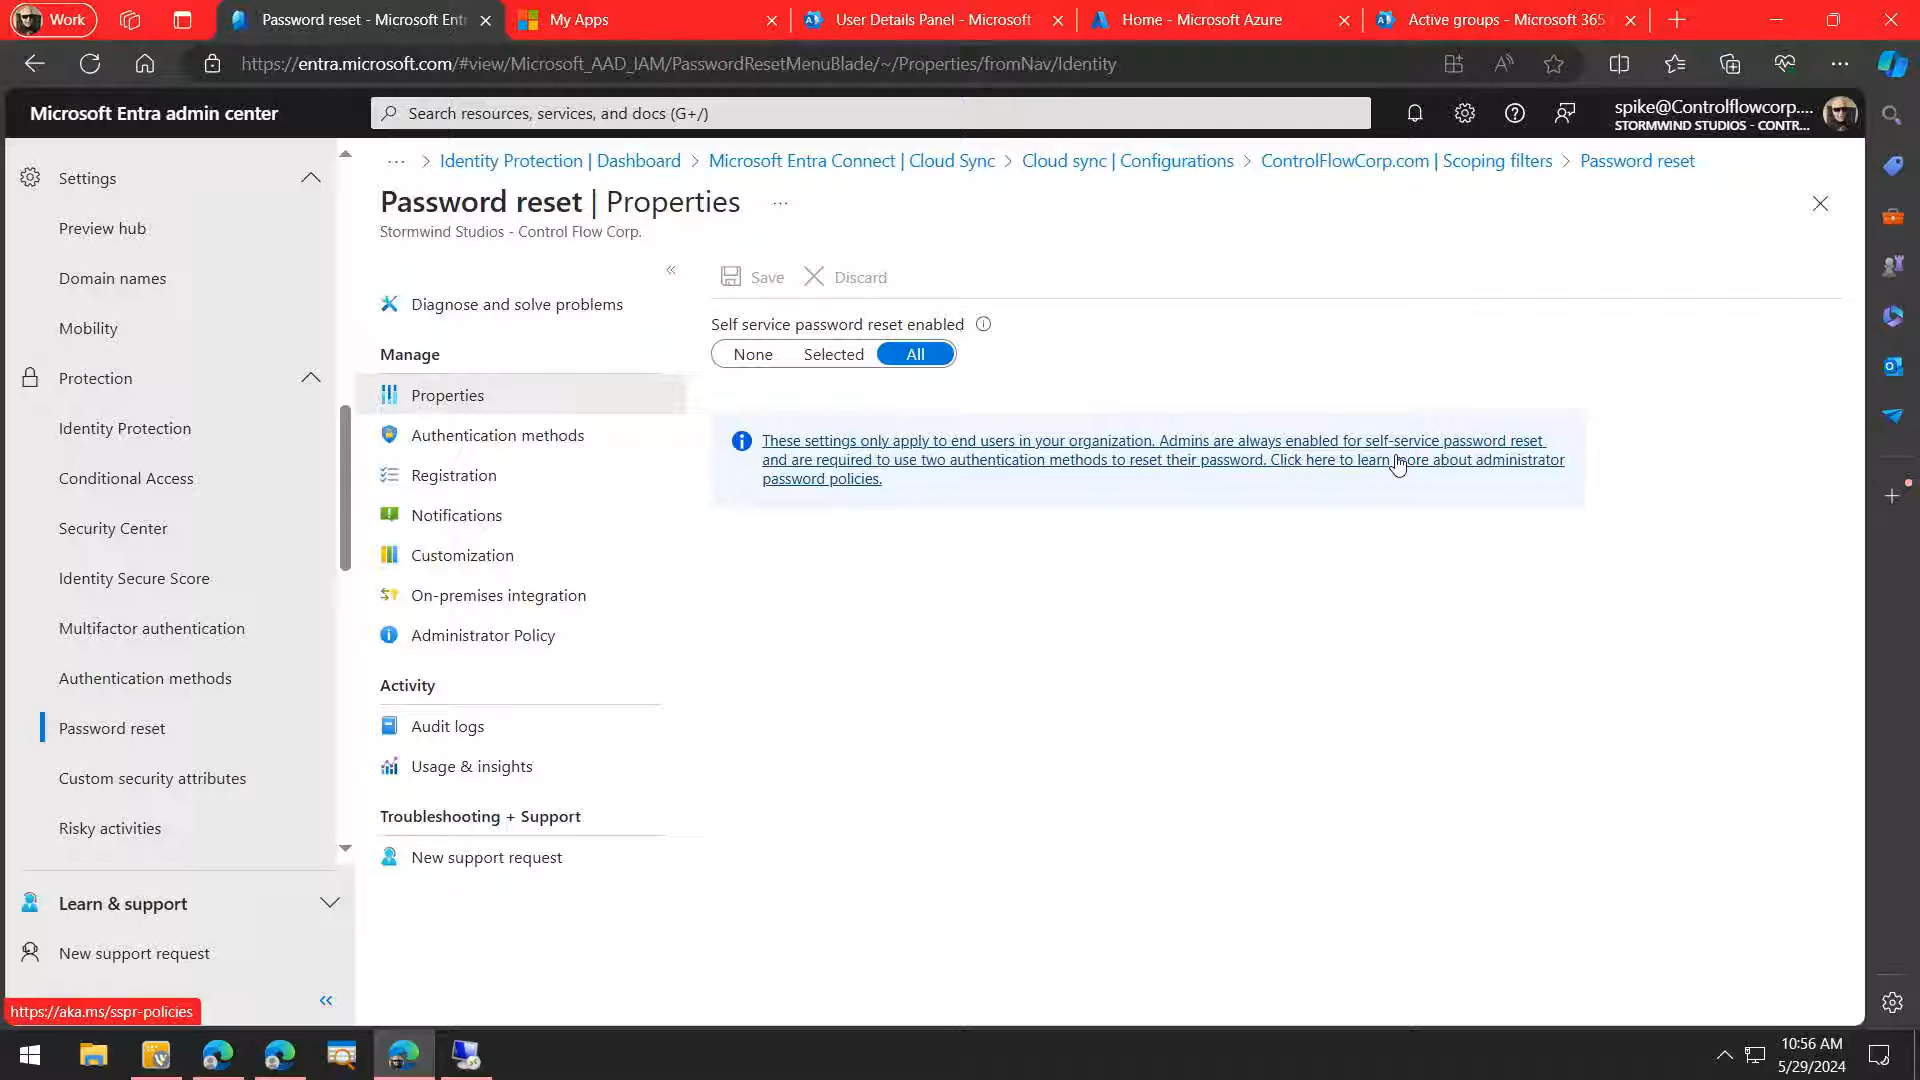 Work
Password reset - Microsoft Ent
My Apps
User Details Panel - Microsoft
Home - Microsoft Azure
Active groups - Microsoft 365
https://entra.microsoft.com/#view/Microsoft_AAD_IAM/PasswordResetMenuBlade/~/Properties/fromNav/Identity
Microsoft Entra admin center
Search resources, services, and docs (G+/)
spike@Controlflowcorp....
STORMWIND STUDIOS - CONTR...
Settings
Preview hub
Domain names
Mobility
Protection
Identity Protection
Conditional Access
Security Center
Identity Secure Score
Multifactor authentication
Authentication methods
Password reset
Custom security attributes
Risky activities
Learn & support
New support request
https://aka.ms/sspr-policies
... > Identity Protection | Dashboard > Microsoft Entra Connect | Cloud Sync > Cloud sync | Configurations > ControlFlowCorp.com | Scoping filters > Password reset
Password reset | Properties ...
Stormwind Studios - Control Flow Corp.
Diagnose and solve problems
Manage
Properties
Authentication methods
Registration
Notifications
Customization
On-premises integration
Administrator Policy
Activity
Audit logs
Usage & insights
Troubleshooting + Support
New support request
Save
Discard
Self service password reset enabled
None
Selected
All
These settings only apply to end users in your organization. Admins are always enabled for self-service password reset
and are required to use two authentication methods to reset their password. Click here to learn more about administrator
password policies.
10:56 AM
5/29/2024